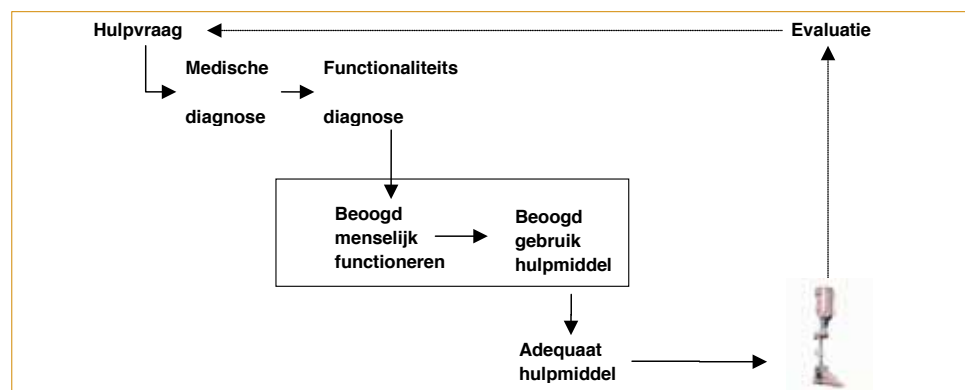 Hulpvraag
Evaluatie
Medische
diagnose
Functionaliteits
diagnose
Beoogd
menselijk
functioneren
Beoogd
gebruik
hulpmiddel
Adequaat
hulpmiddel